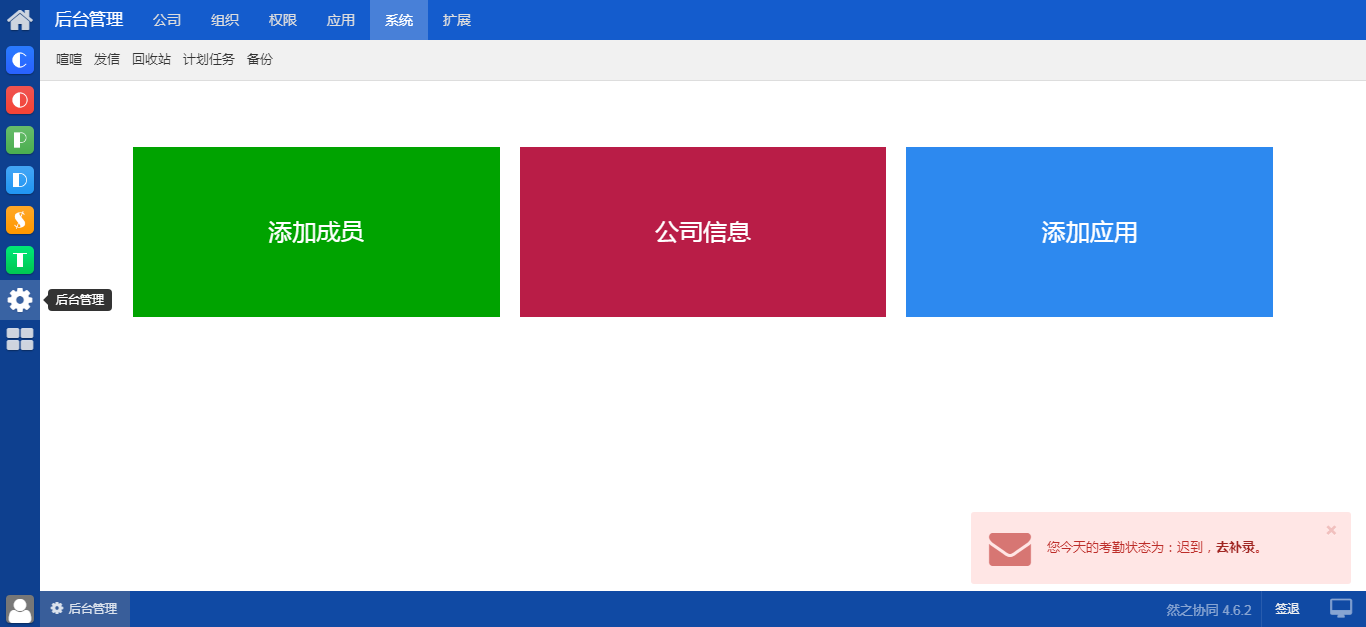 后台管理 公司 组织 权限 应用 系统 扩展
喧喧 发信 回收站 计划任务 备份
C
D
P
D
S
T
添加成员 公司信息 添加应用
后台管理
您今天的考勤状态为：迟到，去补录。 ×
后台管理 然之协同 4.6.2 签退